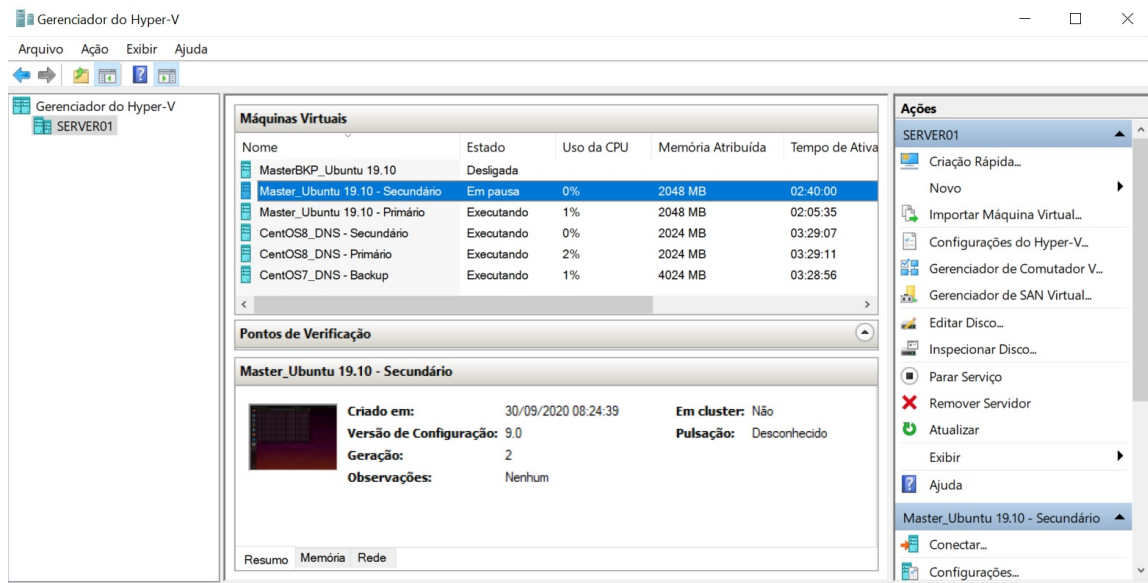 Gerenciador do Hyper-V
Arquivo Ação Exibir Ajuda
Gerenciador do Hyper-V
SERVER01
Máquinas Virtuais
Nome Estado Uso da CPU Memória Atribuída Tempo de Ativa
MasterBKP_Ubuntu 19.10 Desligada
Master_Ubuntu 19.10 - Secundário Em pausa 0% 2048 MB 02:40:00
Master_Ubuntu 19.10 - Primário Executando 1% 2048 MB 02:05:35
CentOS8_DNS - Secundário Executando 0% 2024 MB 03:29:07
CentOS8_DNS - Primário Executando 2% 2024 MB 03:29:11
CentOS7_DNS - Backup Executando 1% 4024 MB 03:28:56
Pontos de Verificação
Master_Ubuntu 19.10 - Secundário
Criado em: 30/09/2020 08:24:39 Em cluster: Não
Versão de Configuração: 9.0 Pulsação: Desconhecido
Geração: 2
Observações: Nenhum
Resumo Memória Rede
Ações
SERVER01
Criação Rápida...
Novo
Importar Máquina Virtual...
Configurações do Hyper-V...
Gerenciador de Comutador V...
Gerenciador de SAN Virtual...
Editar Disco...
Inspecionar Disco...
Parar Serviço
Remover Servidor
Atualizar
Exibir
Ajuda
Master_Ubuntu 19.10 - Secundário
Conectar...
Configurações...